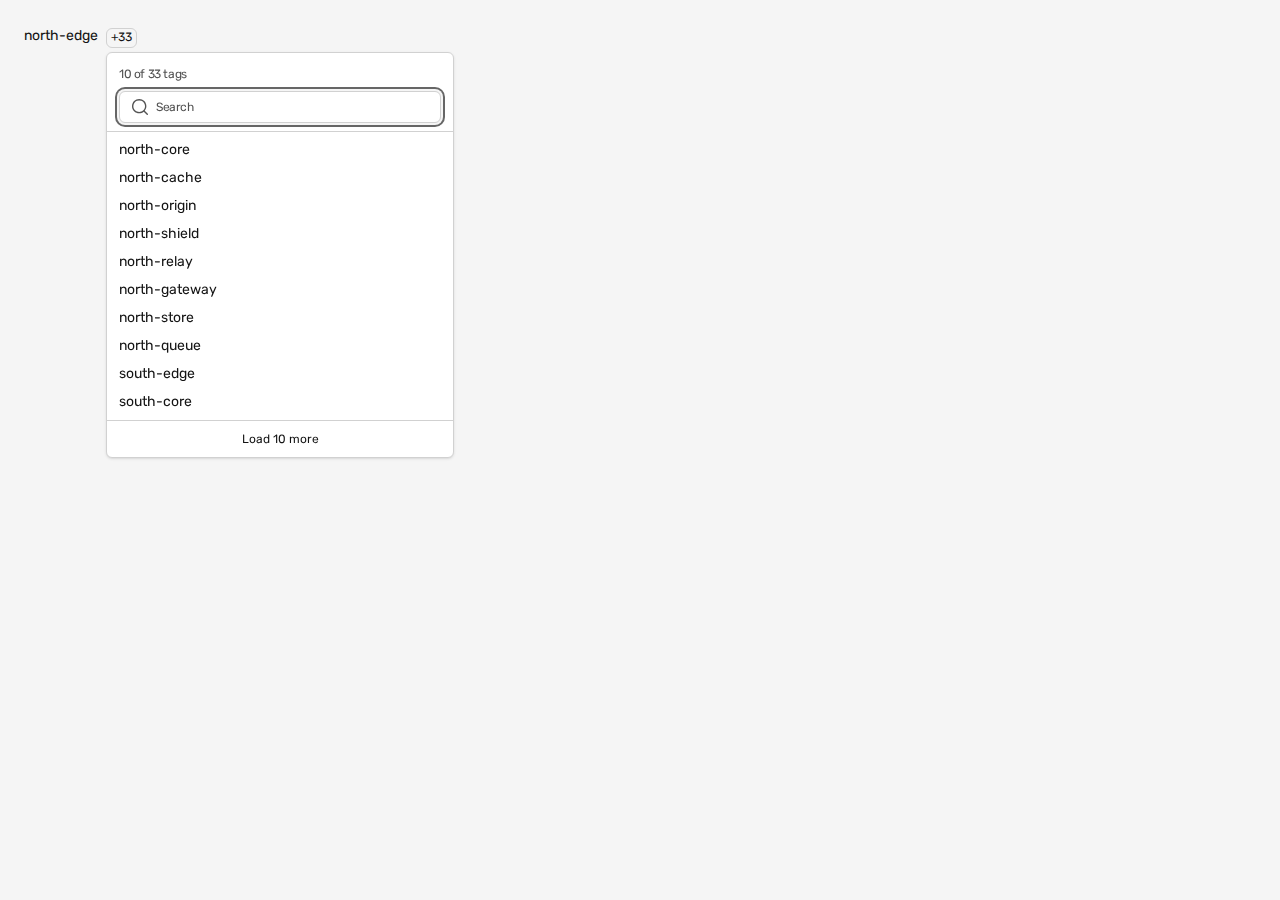 north-edge +33
10 of 33 tags
Search
north-core
north-cache
north-origin
north-shield
north-relay
north-gateway
north-store
north-queue
south-edge
south-core
Load 10 more